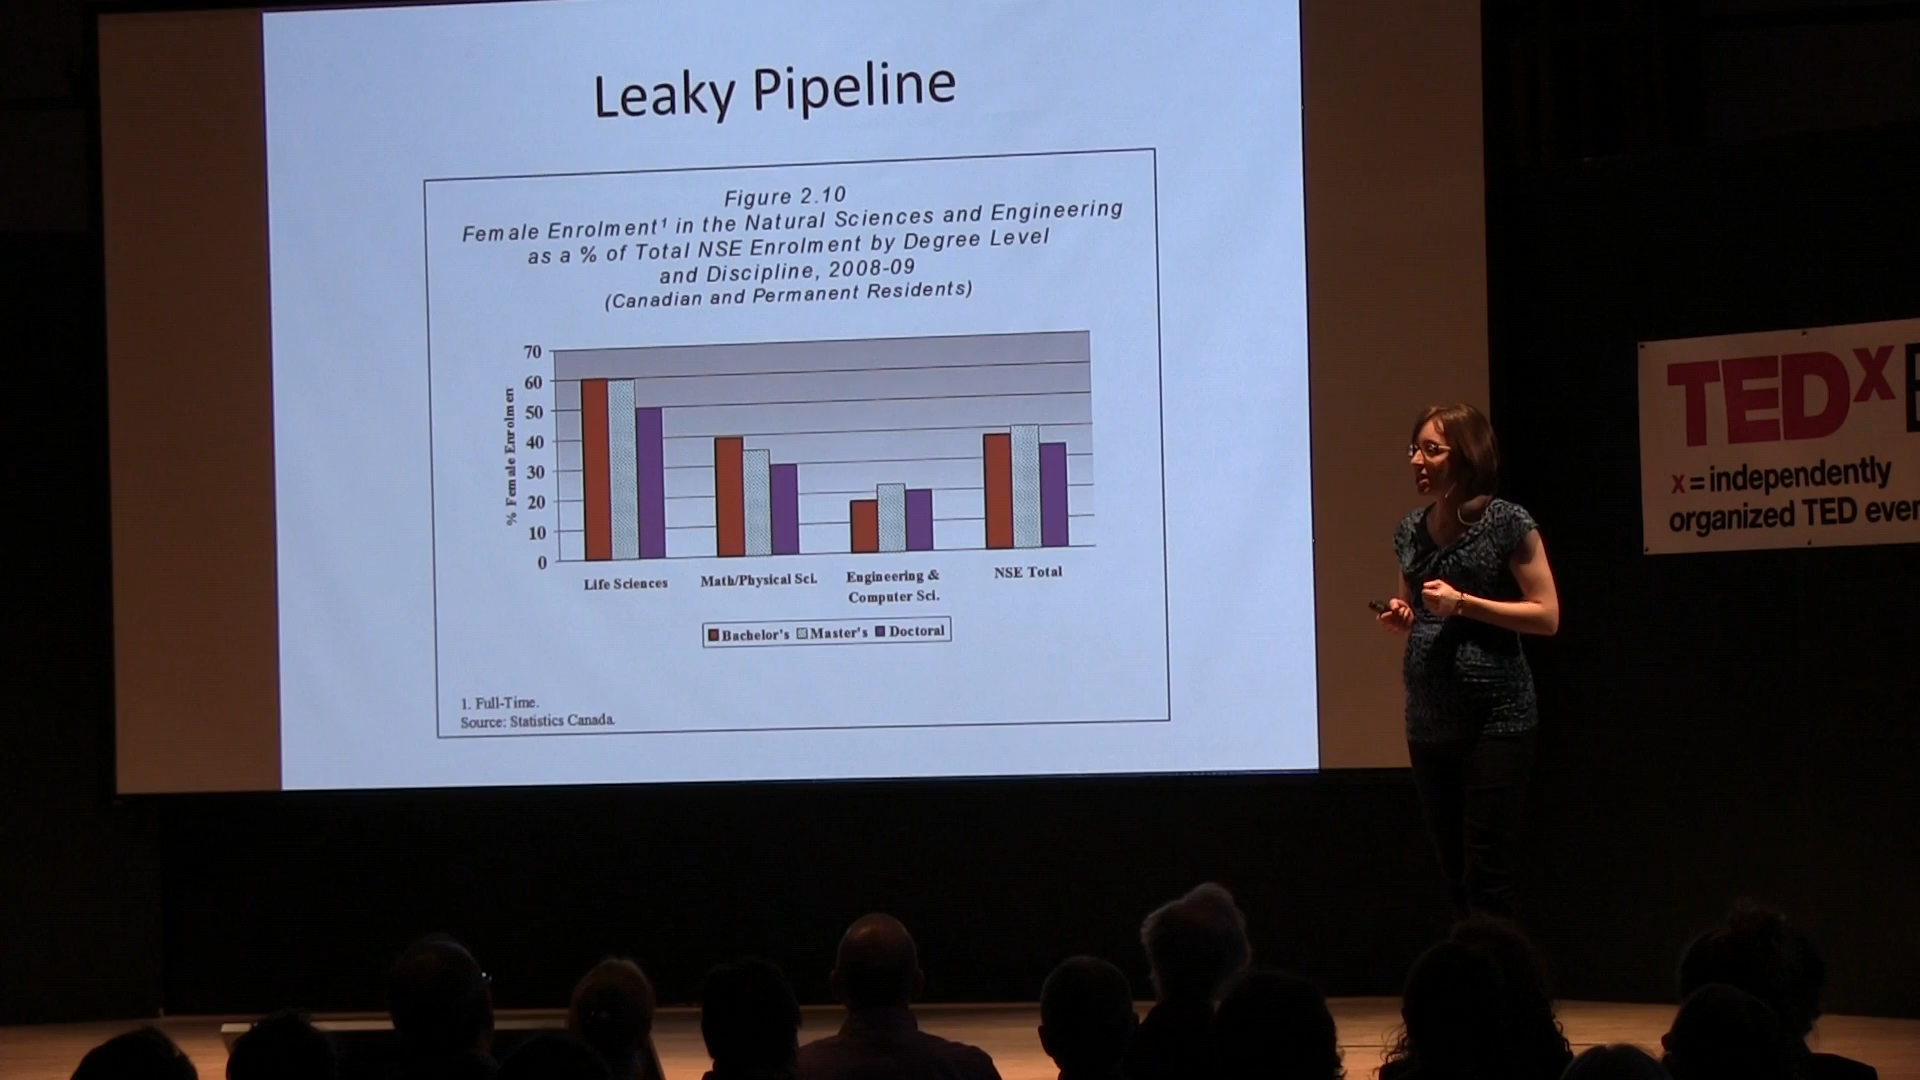 Leaky Pipeline
Figure 2.10
Female Enrolment¹ in the Natural Sciences and Engineering
as a % of Total NSE Enrolment by Degree Level
and Discipline, 2008-09
(Canadian and Permanent Residents)
% Female Enrolmen
70
60
50
40
30
20
10
0
Life Sciences
Math/Physical Sci.
Engineering &
Computer Sci.
NSE Total
Bachelor's Master's Doctoral
1. Full-Time.
Source: Statistics Canada.
TEDx
x = independently
organized TED even